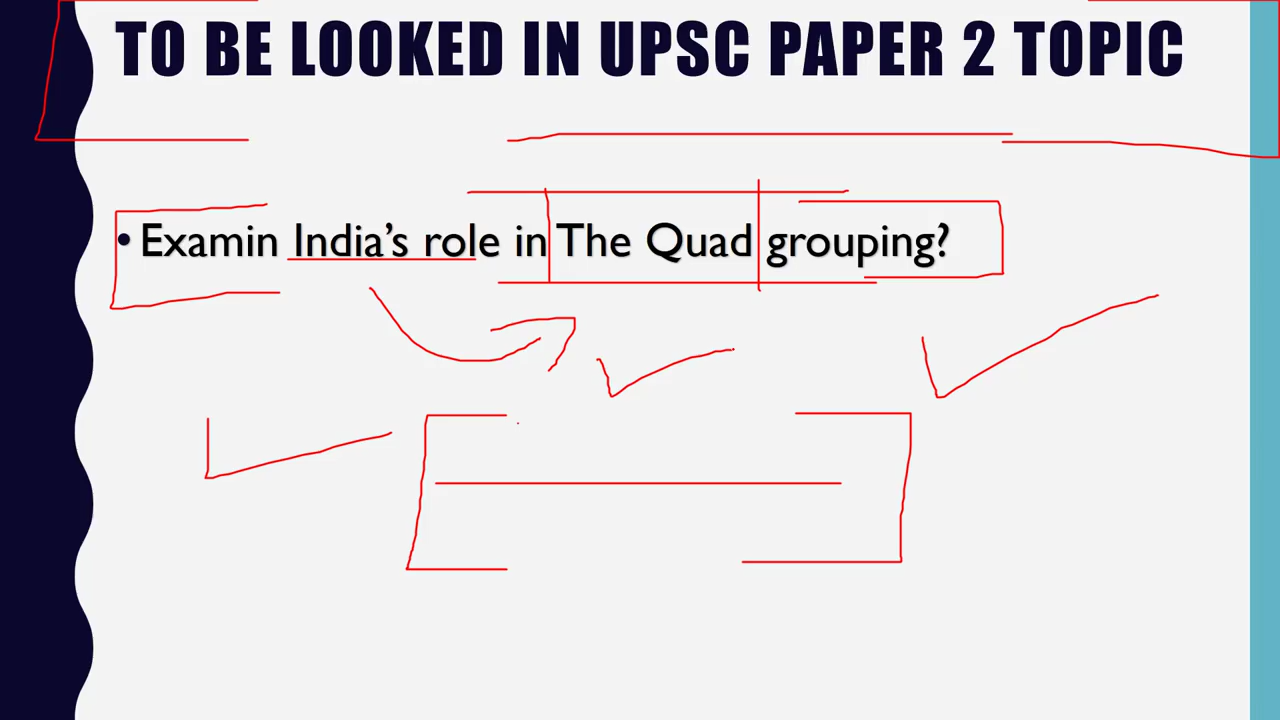 TO BE LOOKED IN UPSC PAPER 2 TOPIC
• Examin India's role in The Quad grouping?